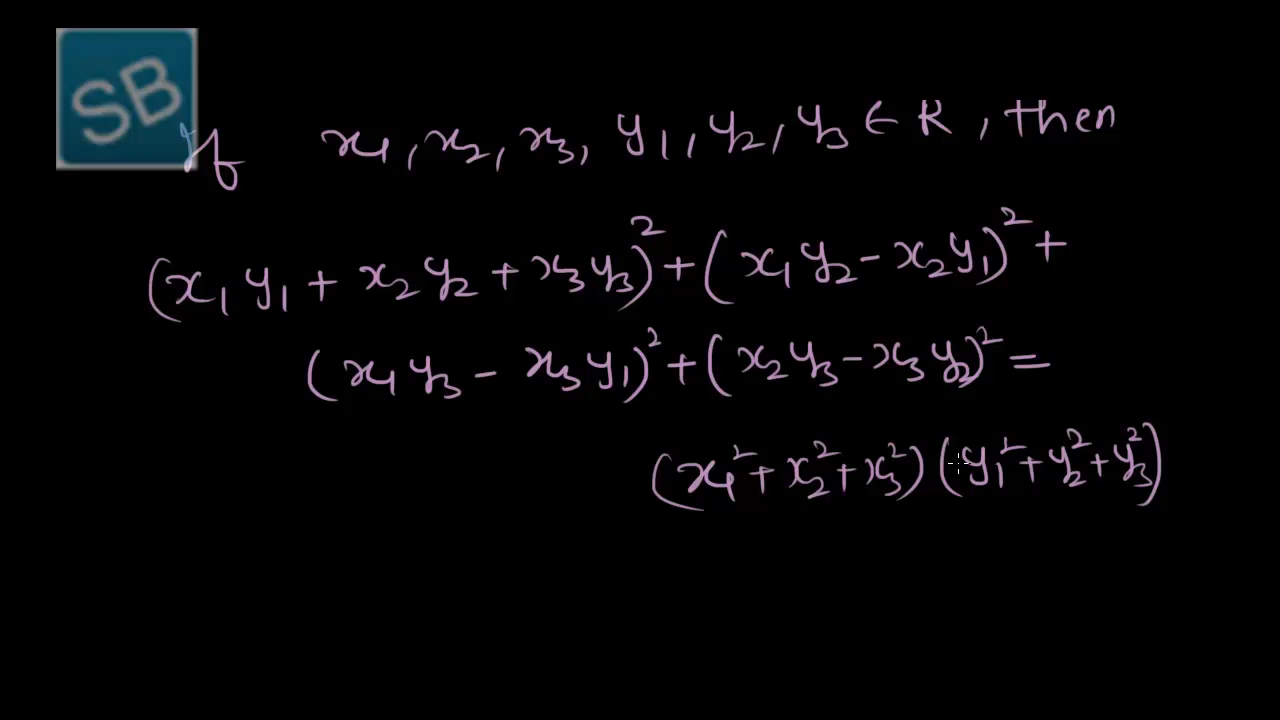 SB
If x₁, x₂, x₃, y₁, y₂, y₃ ∈ R, then
(x₁y₁ + x₂y₂ + x₃y₃)² + (x₁y₂ - x₂y₁)² +
(x₁y₃ - x₃y₁)² + (x₂y₃ - x₃y₂)² =
(x₁² + x₂² + x₃²) (y₁² + y₂² + y₃²)